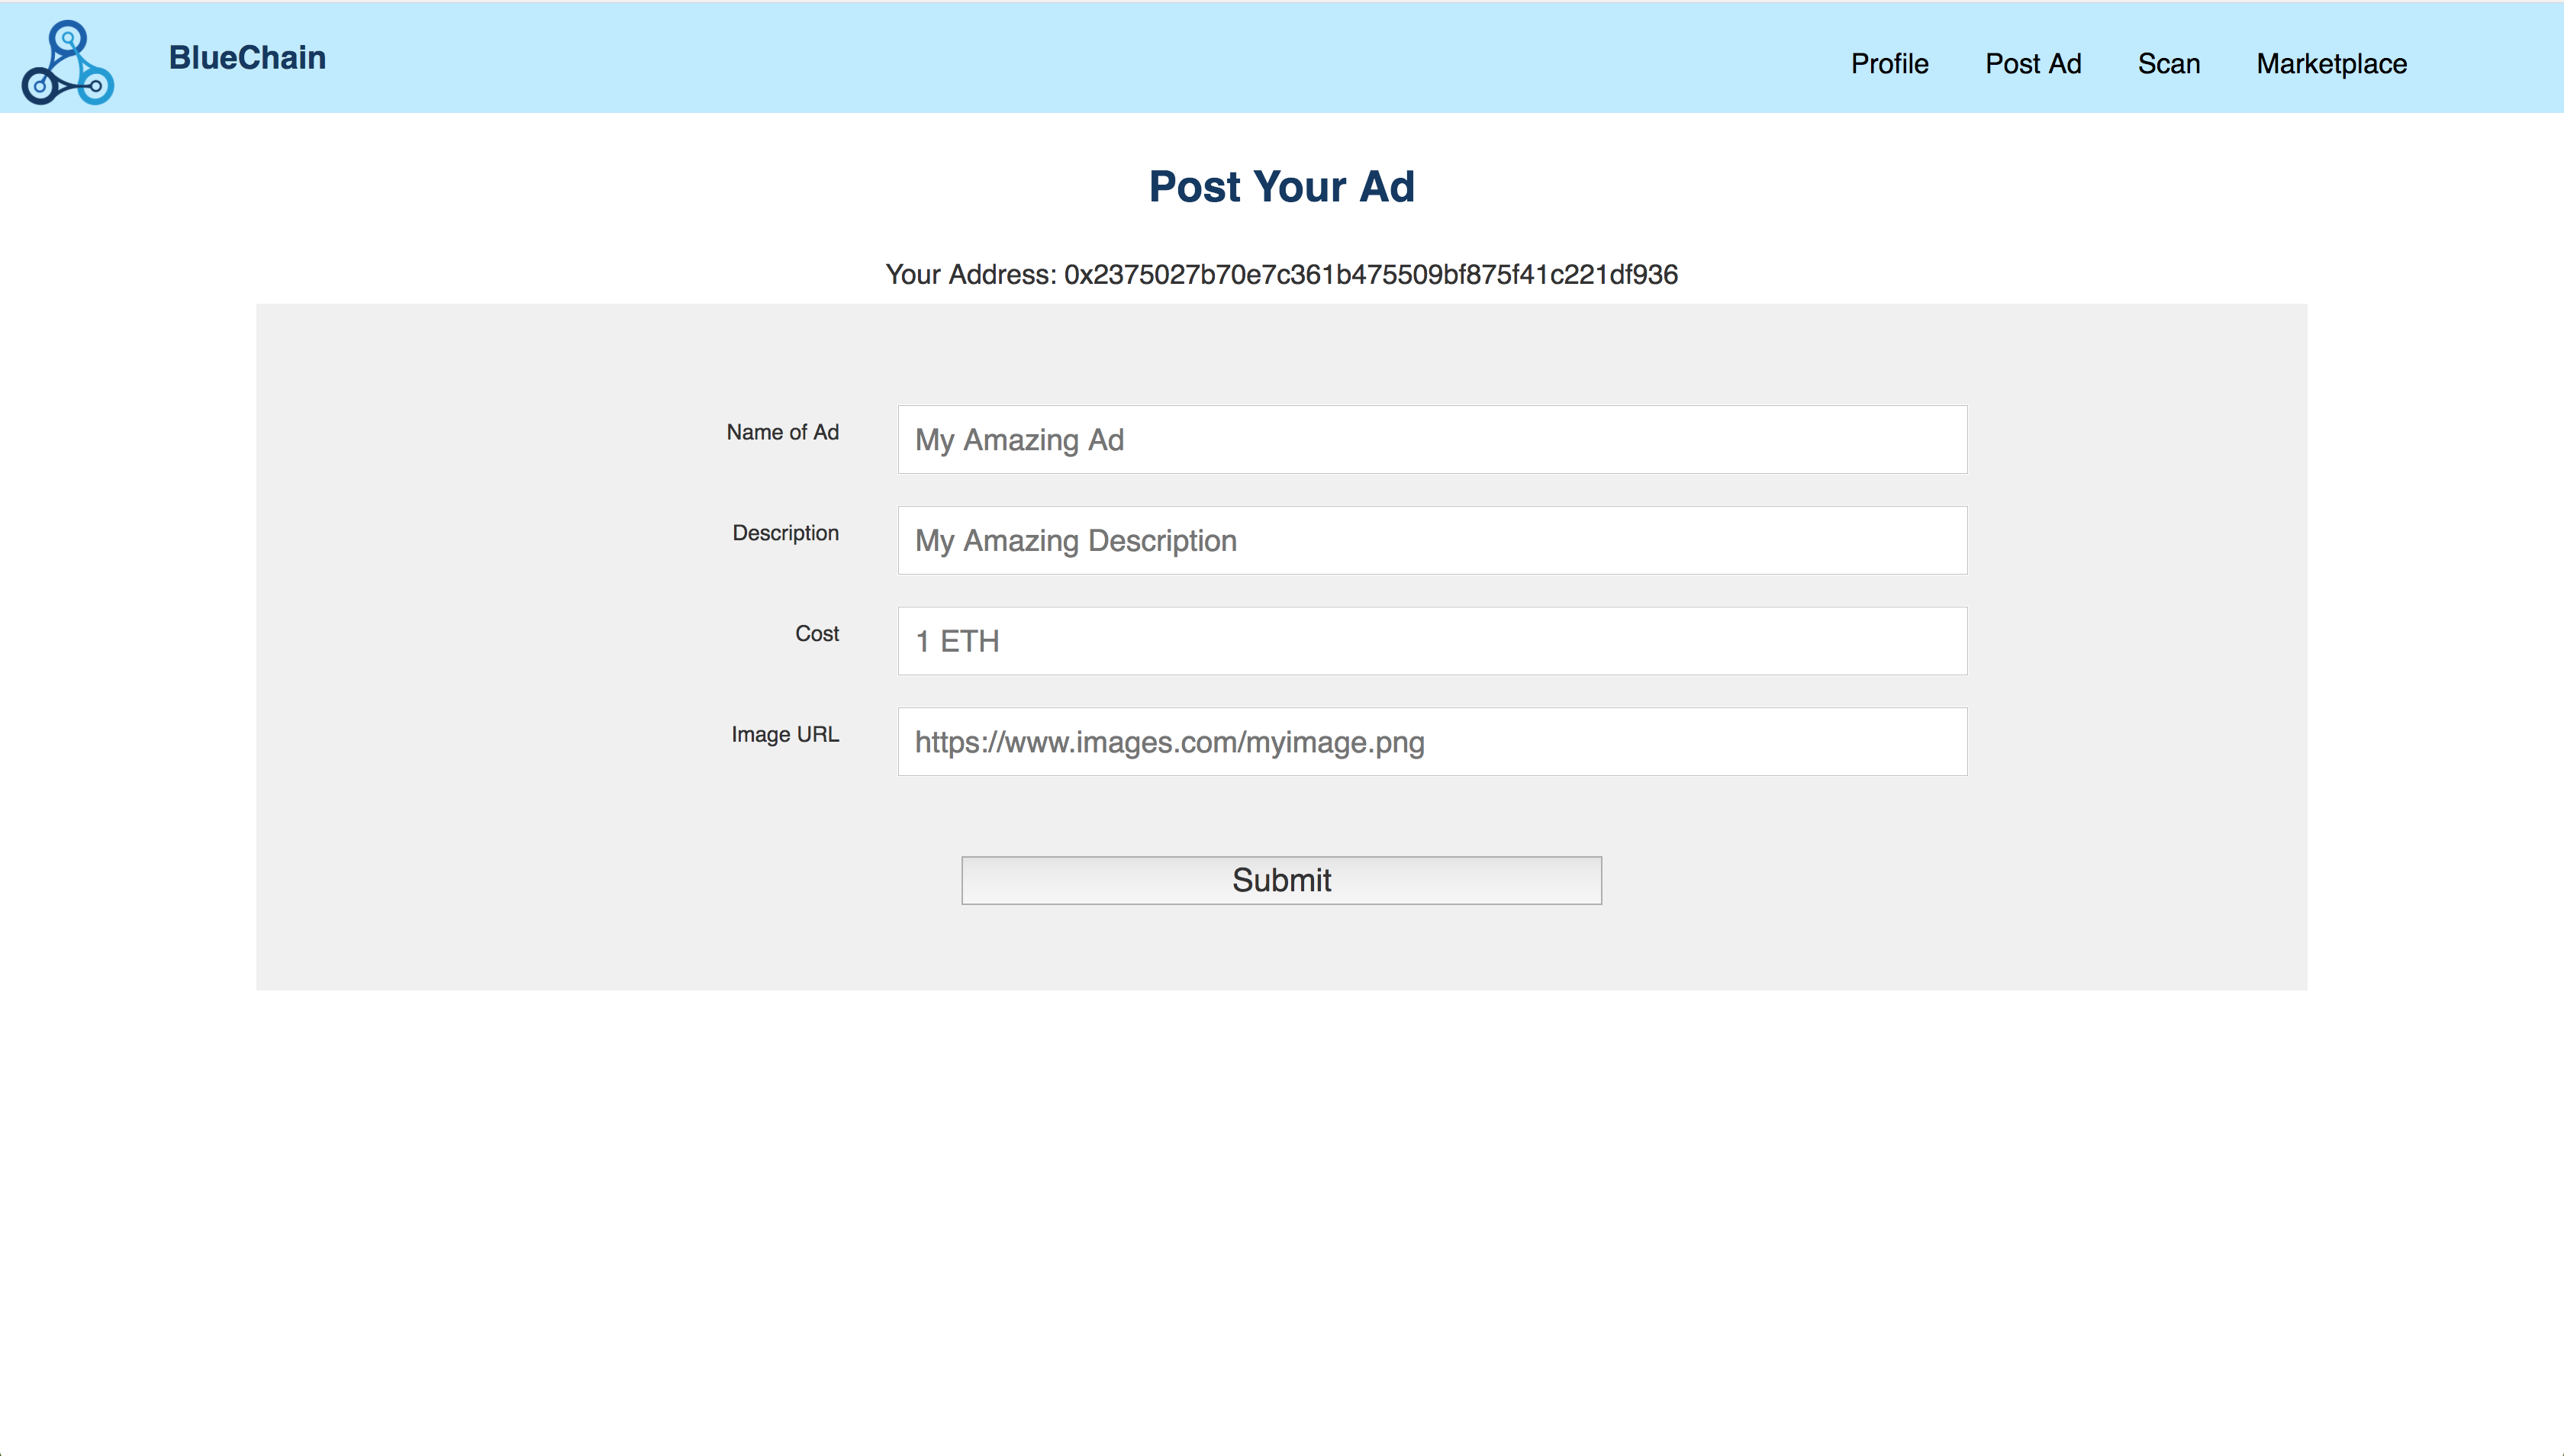 BlueChain
Profile Post Ad Scan Marketplace
Post Your Ad
Your Address: 0x2375027b70e7c361b475509bf875f41c221df936
Name of Ad My Amazing Ad
Description My Amazing Description
Cost 1 ETH
Image URL https://www.images.com/myimage.png
Submit